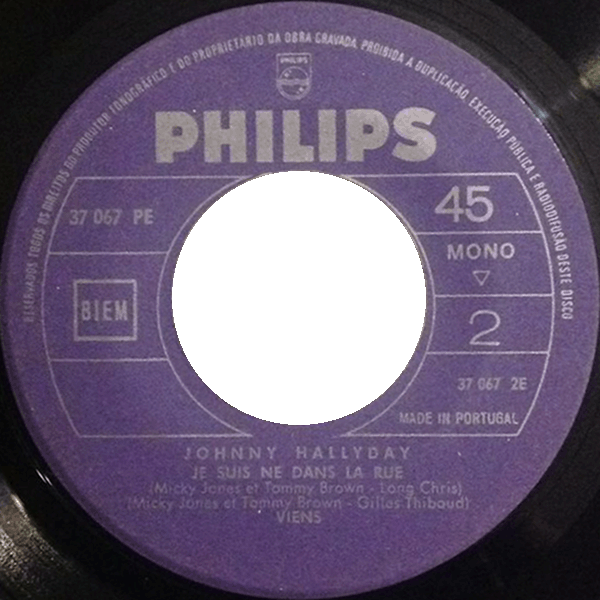 RESERVADOS TODOS OS DIREITOS DO PRODUTOR FONOGRÁFICO E DO PROPRIETÁRIO DA OBRA GRAVADA. PROIBIDA A DUPLICAÇÃO, EXECUÇÃO PÚBLICA E RADIODIFUSÃO DESTE DISCO
PHILIPS
PHILIPS
37 067 PE
45
MONO
BIEM
2
37 067 2E
MADE IN PORTUGAL
JOHNNY HALLYDAY
JE SUIS NE DANS LA RUE
(Micky Jones et Tommy Brown - Long Chris)
(Micky Jones et Tommy Brown - Gilles Thibaud)
VIENS